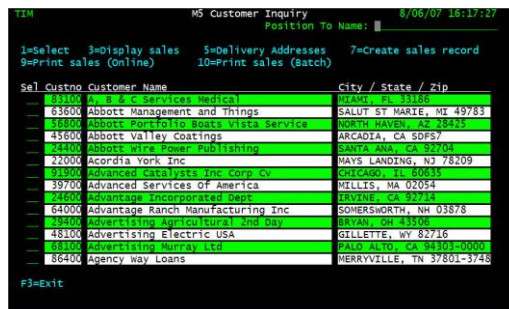 TIM M5 Customer Inquiry 8/06/07 16:17:27
Position To Name:
1=Select 3=Display sales 5=Delivery Addresses 7=Create sales record
9=Print sales (Online) 10=Print sales (Batch)
Sel Custno Customer Name City / State / Zip
83100 A, B & C Services Medical MIAMI, FL 33186
63600 Abbott Management and Things SALUT ST MARIE, MI 49783
56800 Abbott Portfolio Boats Vista Service NORTH HAVEN, AZ 28425
45600 Abbott Valley Coatings ARCADIA, CA SDFS7
24400 Abbott Wire Power Publishing SANTA ANA, CA 92704
22000 Acordia York Inc MAYS LANDING, NJ 78209
91900 Advanced Catalysts Inc Corp Cv CHICAGO, IL 60635
39700 Advanced Services Of America MILLIS, MA 02054
24600 Advantage Incorporated Dept IRVINE, CA 92714
64000 Advantage Ranch Manufacturing Inc SOMERSWORTH, NH 03878
29400 Advertising Agricultural 2nd Day BRYAN, OH 43506
48100 Advertising Electric USA GILLETTE, WY 82716
68100 Advertising Murray Ltd PALO ALTO, CA 94303-0000
86400 Agency Way Loans MERRYVILLE, TN 37801-3748
F3=Exit